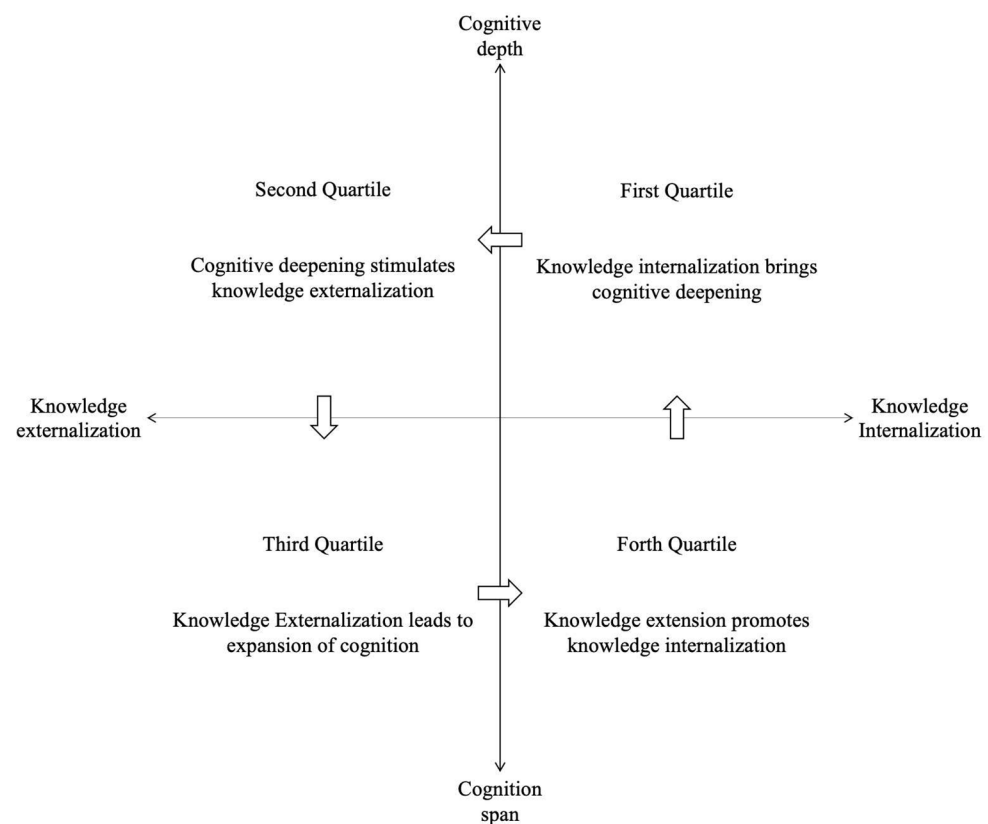 Cognitive
depth
Second Quartile
First Quartile
Cognitive deepening stimulates
knowledge externalization
Knowledge internalization brings
cognitive deepening
Knowledge
externalization
Knowledge
Internalization
Third Quartile
Forth Quartile
Knowledge Externalization leads to
expansion of cognition
Knowledge extension promotes
knowledge internalization
Cognition
span